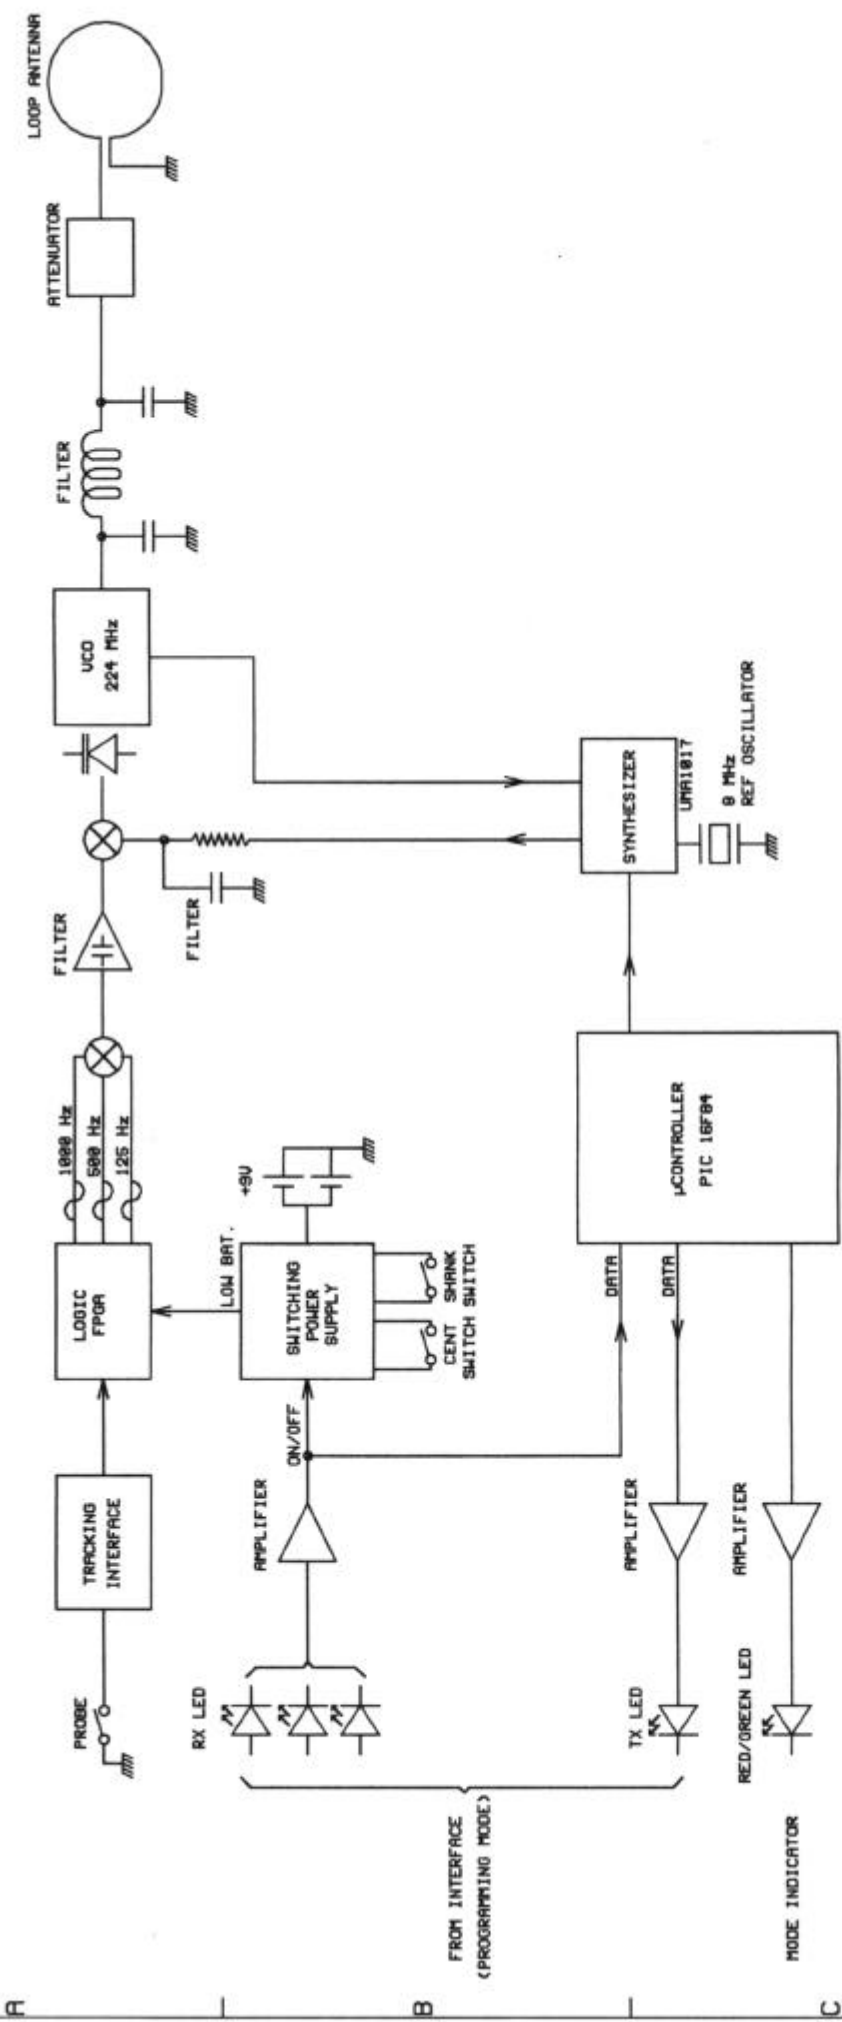 A
B
C
PROBE
TRACKING
INTERFACE
LOGIC
FPGA
1000 Hz
500 Hz
125 Hz
FILTER
FILTER
VCO
224 MHz
FILTER
ATTENUATOR
LOOP ANTENNA
RX LED
AMPLIFIER
ON/OFF
LOW BAT.
SWITCHING
POWER
SUPPLY
+9V
CENT SHANK
SWITCH SWITCH
FROM INTERFACE
(PROGRAMMING MODE)
TX LED
AMPLIFIER
DATA
DATA
µCONTROLLER
PIC 16F84
SYNTHESIZER
UMA1017
8 MHz
REF OSCILLATOR
MODE INDICATOR
RED/GREEN LED
AMPLIFIER